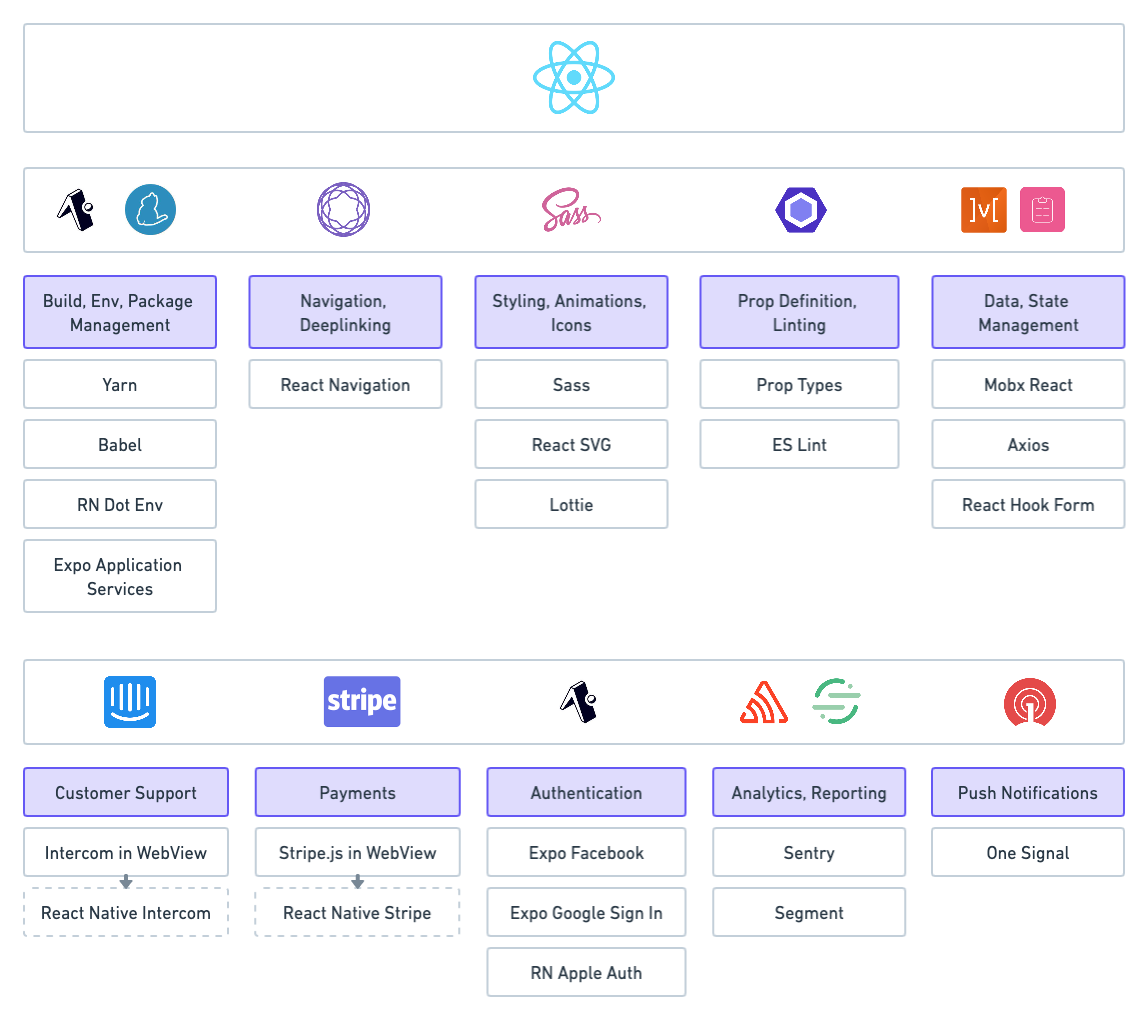 Sass
Build, Env, Package
Management
Navigation,
Deeplinking
Styling, Animations,
Icons
Prop Definition,
Linting
Data, State
Management
Yarn
React Navigation
Sass
Prop Types
Mobx React
Babel
React SVG
ES Lint
Axios
RN Dot Env
Lottie
React Hook Form
Expo Application
Services
stripe
Customer Support
Payments
Authentication
Analytics, Reporting
Push Notifications
Intercom in WebView
Stripe.js in WebView
Expo Facebook
Sentry
One Signal
React Native Intercom
React Native Stripe
Expo Google Sign In
Segment
RN Apple Auth